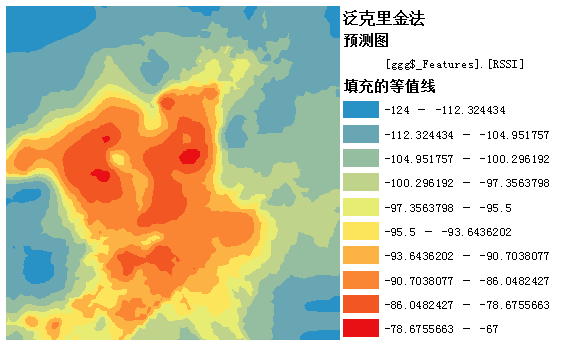 泛克里金法
预测图
[ggg$_Features].[RSSI]
填充的等值线
-124 – -112.324434
-112.324434 – -104.951757
-104.951757 – -100.296192
-100.296192 – -97.3563798
-97.3563798 – -95.5
-95.5 – -93.6436202
-93.6436202 – -90.7038077
-90.7038077 – -86.0482427
-86.0482427 – -78.6755663
-78.6755663 – -67